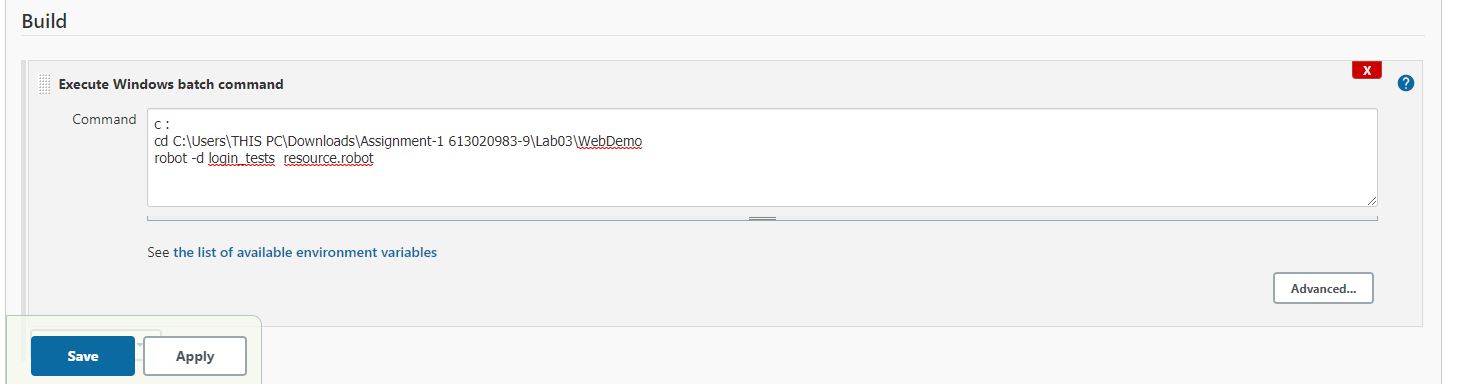 Build
X
Execute Windows batch command
?
Command
c :
cd C:\Users\THIS PC\Downloads\Assignment-1 613020983-9\Lab03\WebDemo
robot -d login_tests  resource.robot
See the list of available environment variables
Advanced...
Save
Apply